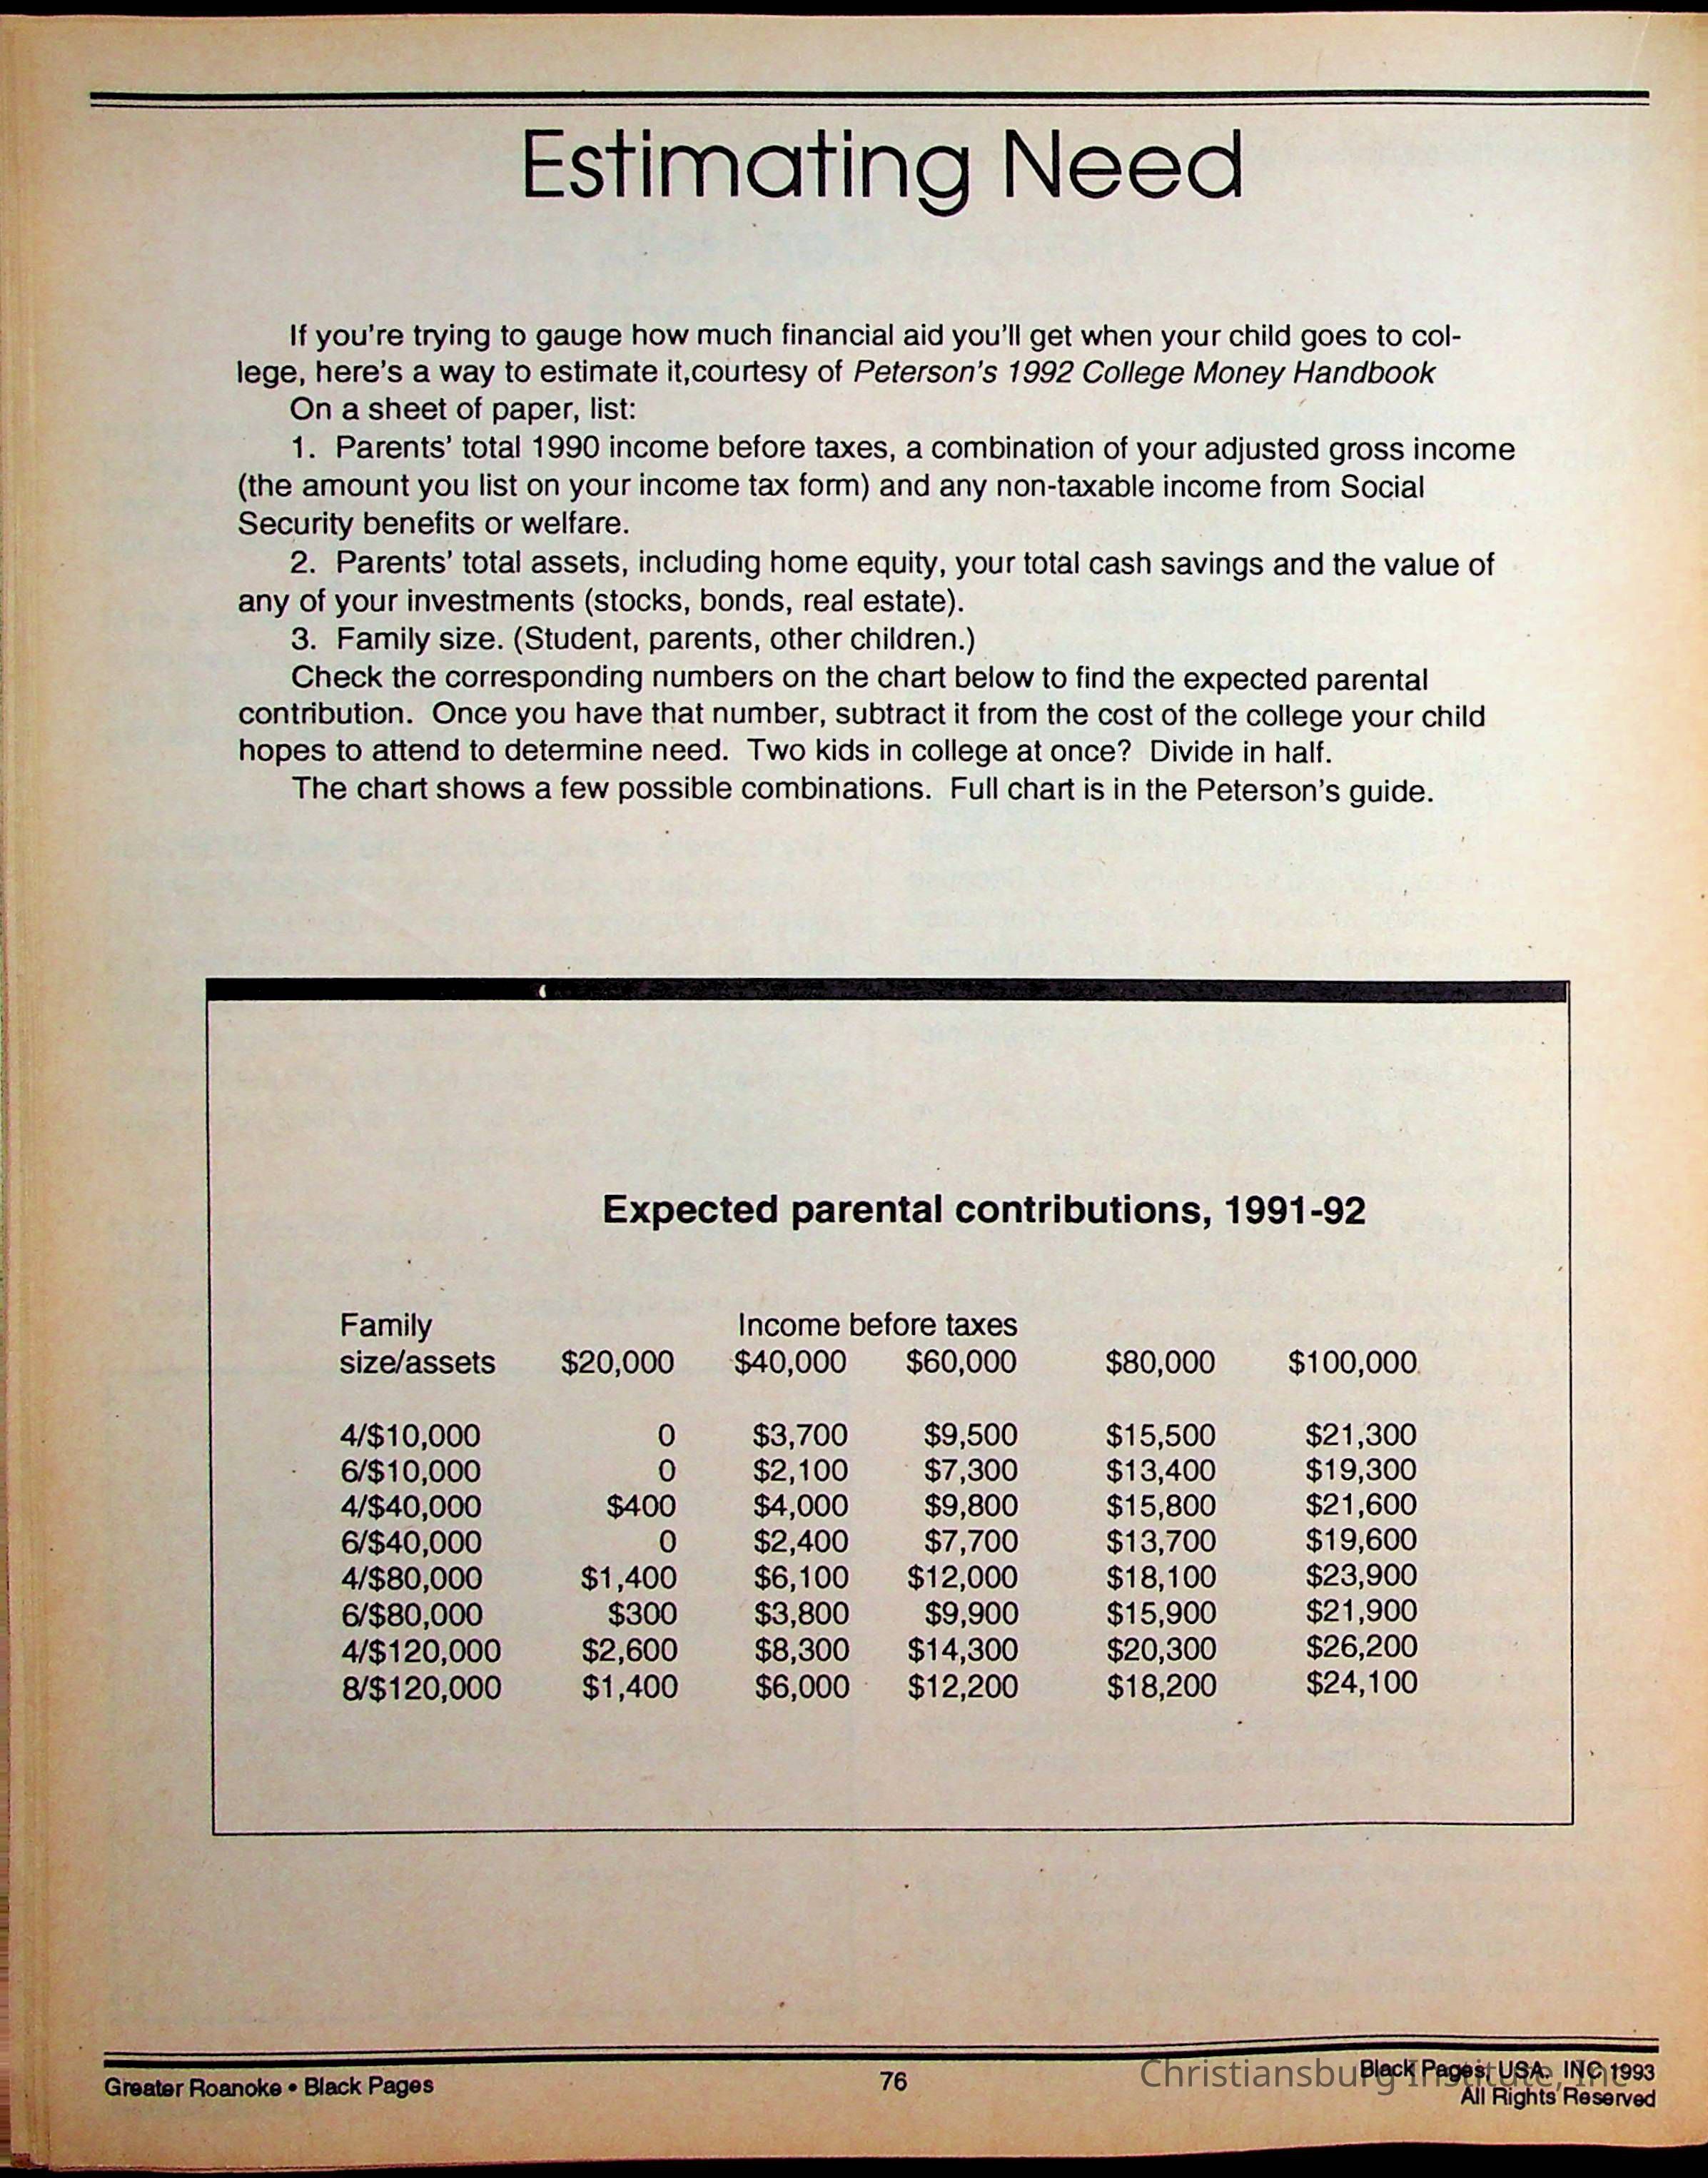 Estimating Need
If you're trying to gauge how much financial aid you'll get when your child goes to col-
lege, here's a way to estimate it,courtesy of Peterson's 1992 College Money Handbook
On a sheet of paper, list:
1. Parents' total 1990 income before taxes, a combination of your adjusted gross income
(the amount you list on your income tax form) and any non-taxable income from Social
Security benefits or welfare.
2. Parents' total assets, including home equity, your total cash savings and the value of
any of your investments (stocks, bonds, real estate).
3. Family size. (Student, parents, other children.)
Check the corresponding numbers on the chart below to find the expected parental
contribution. Once you have that number, subtract it from the cost of the college your child
hopes to attend to determine need. Two kids in college at once? Divide in half.
The chart shows a few possible combinations. Full chart is in the Peterson's guide.
Expected parental contributions, 1991-92
Family Income before taxes
size/assets $20,000 $40,000 $60,000 $80,000 $100,000
4/$10,000 0 $3,700 $9,500 $15,500 $21,300
6/$10,000 0 $2,100 $7,300 $13,400 $19,300
4/$40,000 $400 $4,000 $9,800 $15,800 $21,600
6/$40,000 0 $2,400 $7,700 $13,700 $19,600
4/$80,000 $1,400 $6,100 $12,000 $18,100 $23,900
6/$80,000 $300 $3,800 $9,900 $15,900 $21,900
4/$120,000 $2,600 $8,300 $14,300 $20,300 $26,200
8/$120,000 $1,400 $6,000 $12,200 $18,200 $24,100
Greater Roanoke • Black Pages
76
Black Pages, USA. INC 1993
All Rights Reserved
Christiansburg Institute, Inc